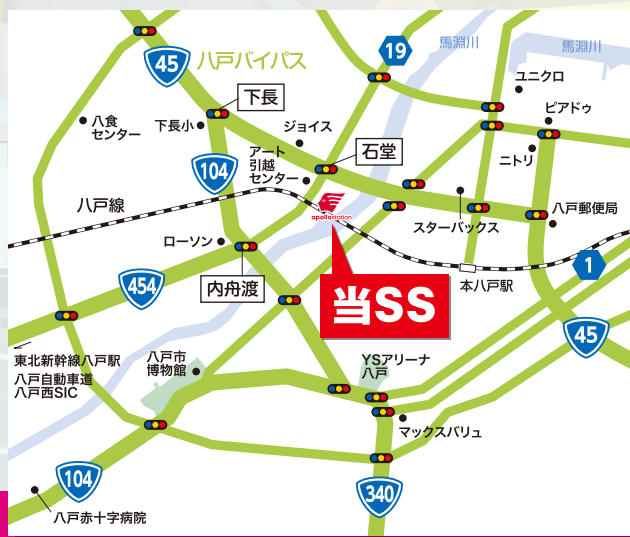 45
八戸バイパス
19
馬淵川
馬淵川
ユニクロ
ピアドゥ
ニトリ
下長
八食
センター
下長小
ジョイス
石堂
アート
引越
センター
104
八戸線
apollostation
スターバックス
八戸郵便局
ローソン
本八戸駅
1
454
内舟渡
当SS
45
東北新幹線八戸駅
八戸自動車道
八戸西SIC
八戸市
博物館
YSアリーナ
八戸
マックスバリュ
104
340
八戸赤十字病院